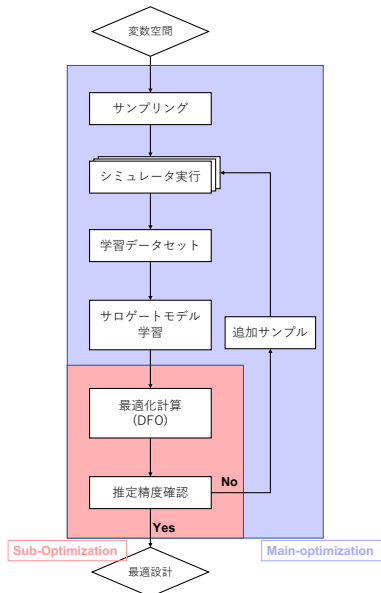 変数空間
サンプリング
シミュレータ実行
学習データセット
サロゲートモデル
学習
追加サンプル
最適化計算
(DFO)
推定精度確認
No
Yes
Sub-Optimization
Main-optimization
最適設計